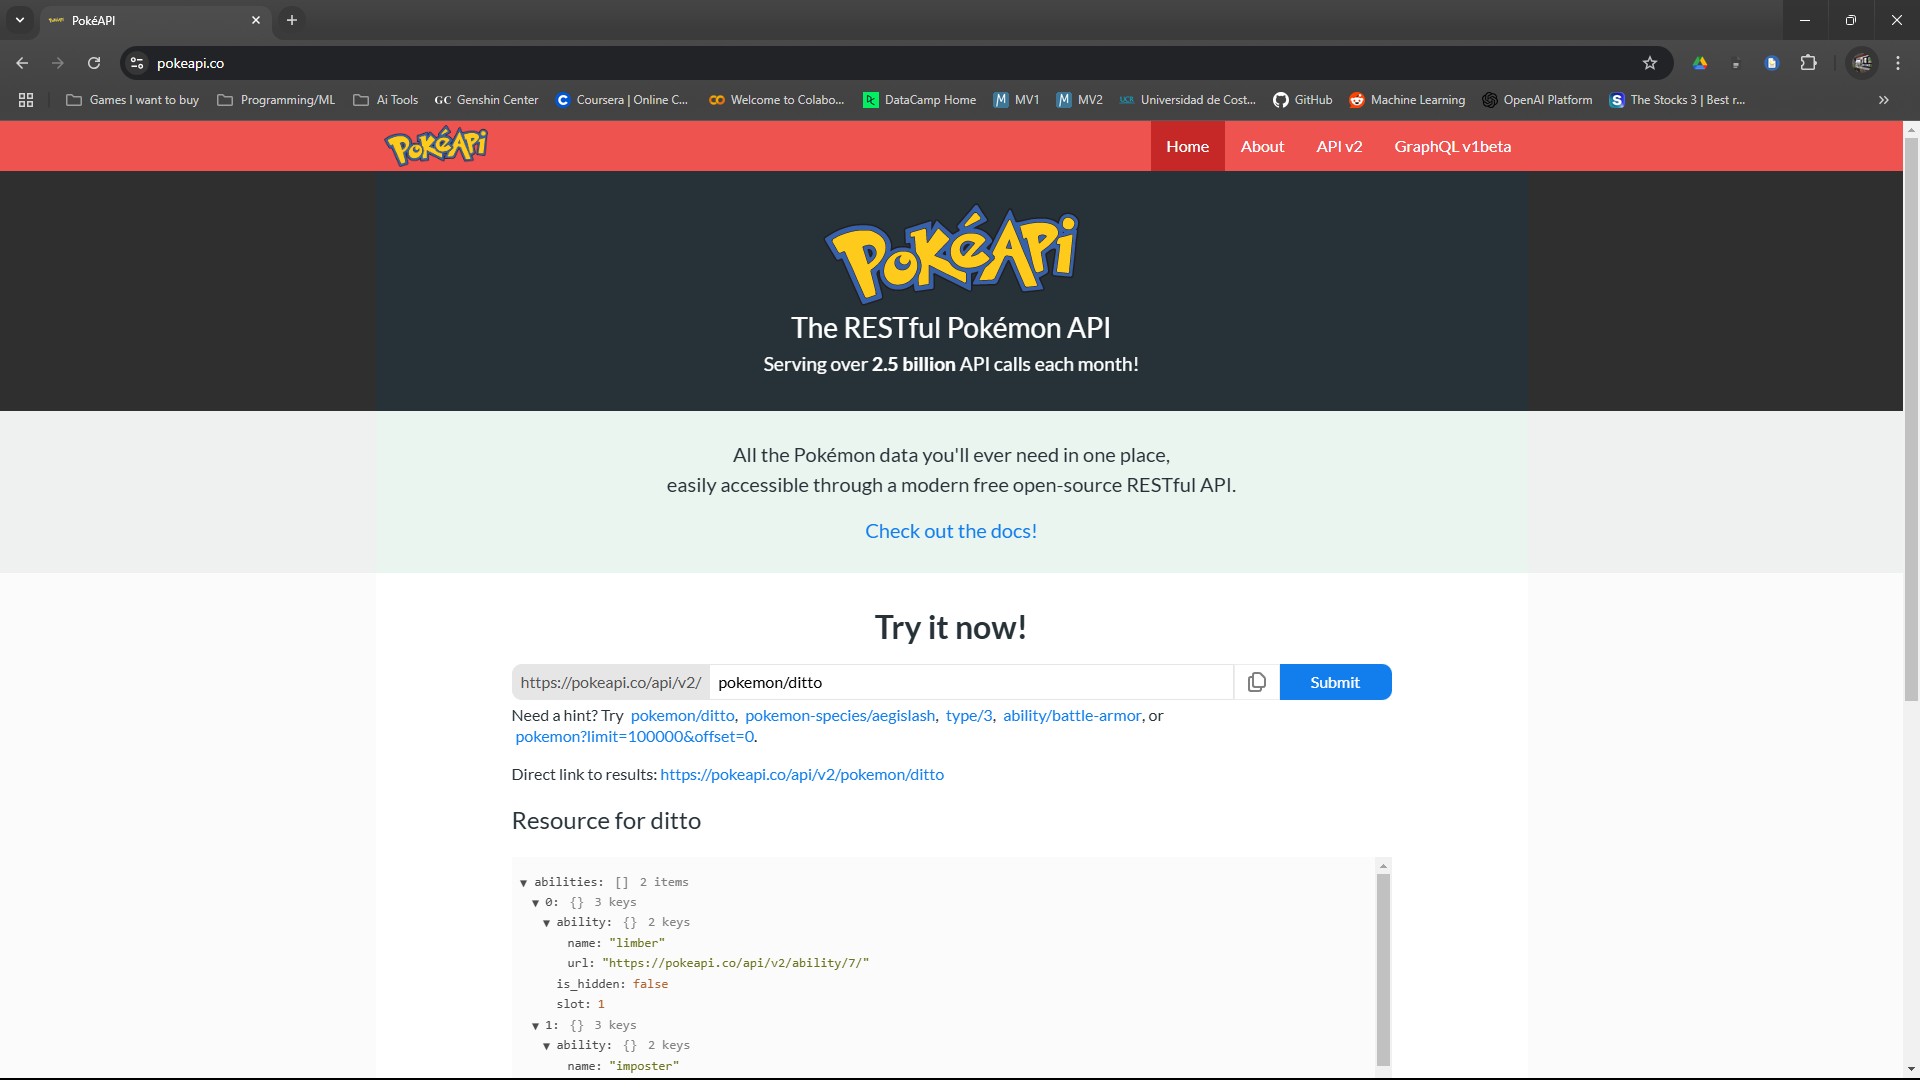 PokéAPI
pokeapi.co
Games I want to buy
Programming/ML
Ai Tools
GC Genshin Center
Coursera | Online C...
Welcome to Colabo...
DataCamp Home
MV1
MV2
Universidad de Cost...
GitHub
Machine Learning
OpenAI Platform
The Stocks 3 | Best r...
PokéAPi
Home
About
API v2
GraphQL v1beta
PokéAPi
The RESTful Pokémon API
Serving over 2.5 billion API calls each month!
All the Pokémon data you'll ever need in one place,
easily accessible through a modern free open-source RESTful API.
Check out the docs!
Try it now!
https://pokeapi.co/api/v2/
pokemon/ditto
Submit
Need a hint? Try pokemon/ditto, pokemon-species/aegislash, type/3, ability/battle-armor, or
pokemon?limit=100000&offset=0.
Direct link to results: https://pokeapi.co/api/v2/pokemon/ditto
Resource for ditto
abilities: [] 2 items
0: {} 3 keys
ability: {} 2 keys
name: "limber"
url: "https://pokeapi.co/api/v2/ability/7/"
is_hidden: false
slot: 1
1: {} 3 keys
ability: {} 2 keys
name: "imposter"